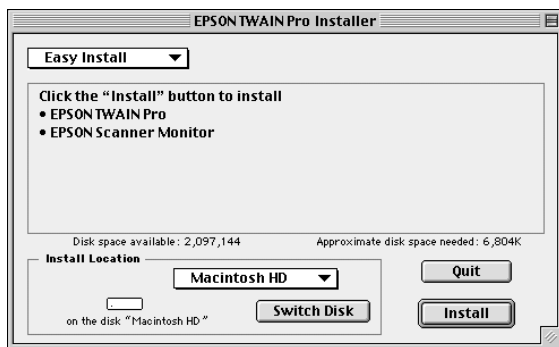 EPSON TWAIN Pro Installer
Easy Install
Click the “Install” button to install
• EPSON TWAIN Pro
• EPSON Scanner Monitor
Disk space available: 2,097,144
Approximate disk space needed: 6,804K
Install Location
Macintosh HD
Quit
on the disk “Macintosh HD”
Switch Disk
Install